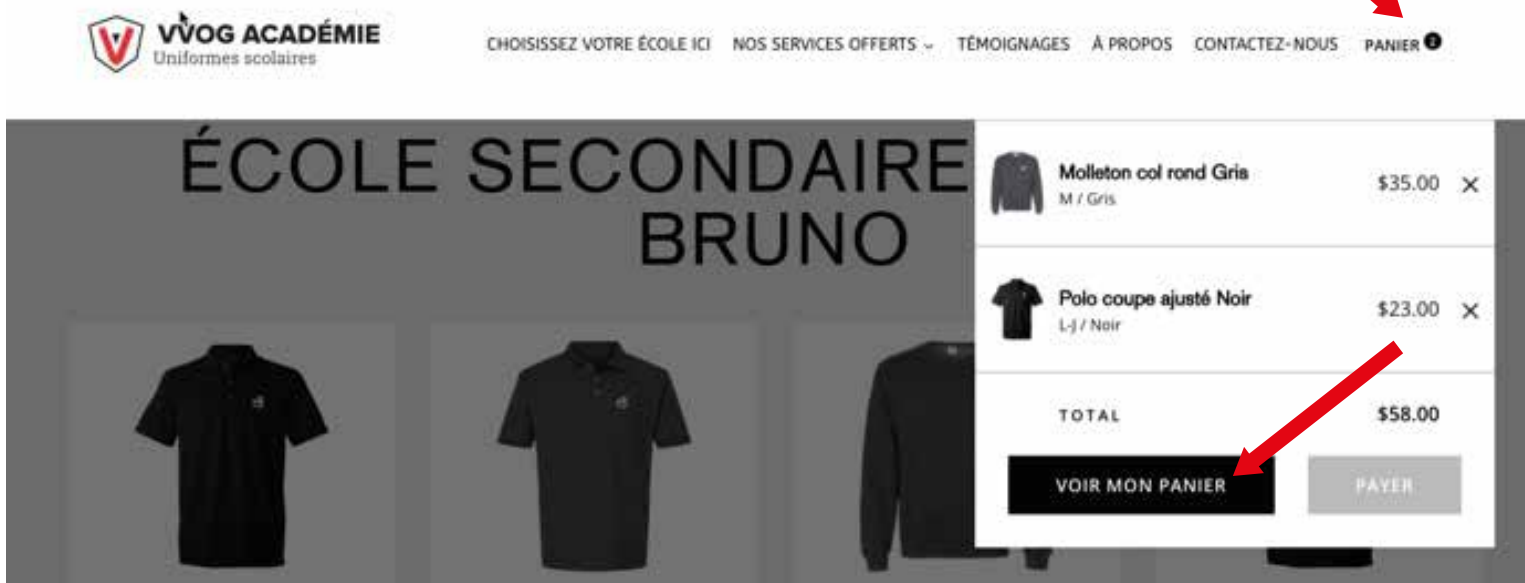 VVOG ACADÉMIE
Uniformes scolaires
CHOISISSEZ VOTRE ÉCOLE ICI NOS SERVICES OFFERTS TÉMOIGNAGES À PROPOS CONTACTEZ-NOUS PANIER 2
ÉCOLE SECONDAIRE
BRUNO
Molleton col rond Gris
M / Gris
$35.00
Polo coupe ajusté Noir
L-J / Noir
$23.00
TOTAL
$58.00
VOIR MON PANIER
PAYER